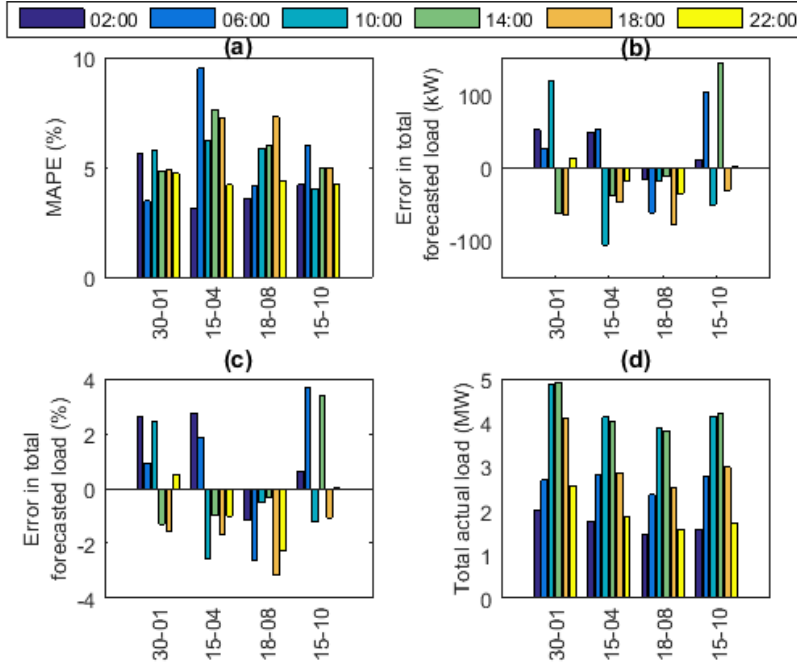 02:00 06:00 10:00 14:00 18:00 22:00
(a)
MAPE (%)
10
5
0
30-01 15-04 18-08 15-10
(b)
Error in total
forecasted load (kW)
100
0
-100
30-01 15-04 18-08 15-10
(c)
Error in total
forecasted load (%)
4
2
0
-2
-4
30-01 15-04 18-08 15-10
(d)
Total actual load (MW)
5
4
3
2
1
0
30-01 15-04 18-08 15-10